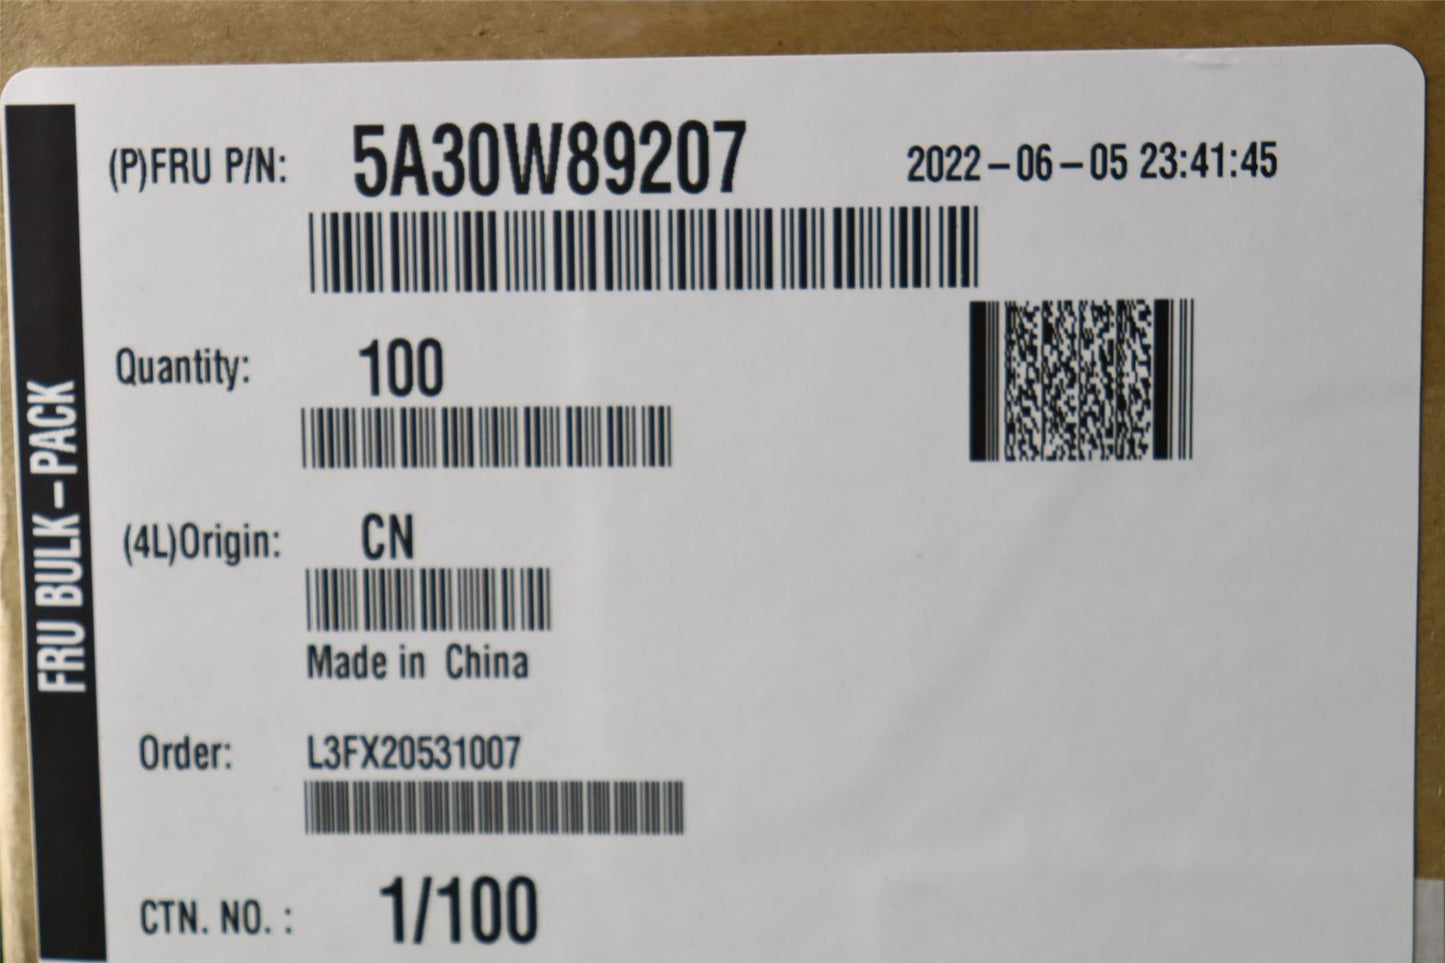 FRU BULK-PACK
(P)FRU P/N: 5A30W89207 2022-06-05 23:41:45
Quantity: 100
(4L)Origin: CN
Made in China
Order: L3FX20531007
CTN. NO. : 1/100